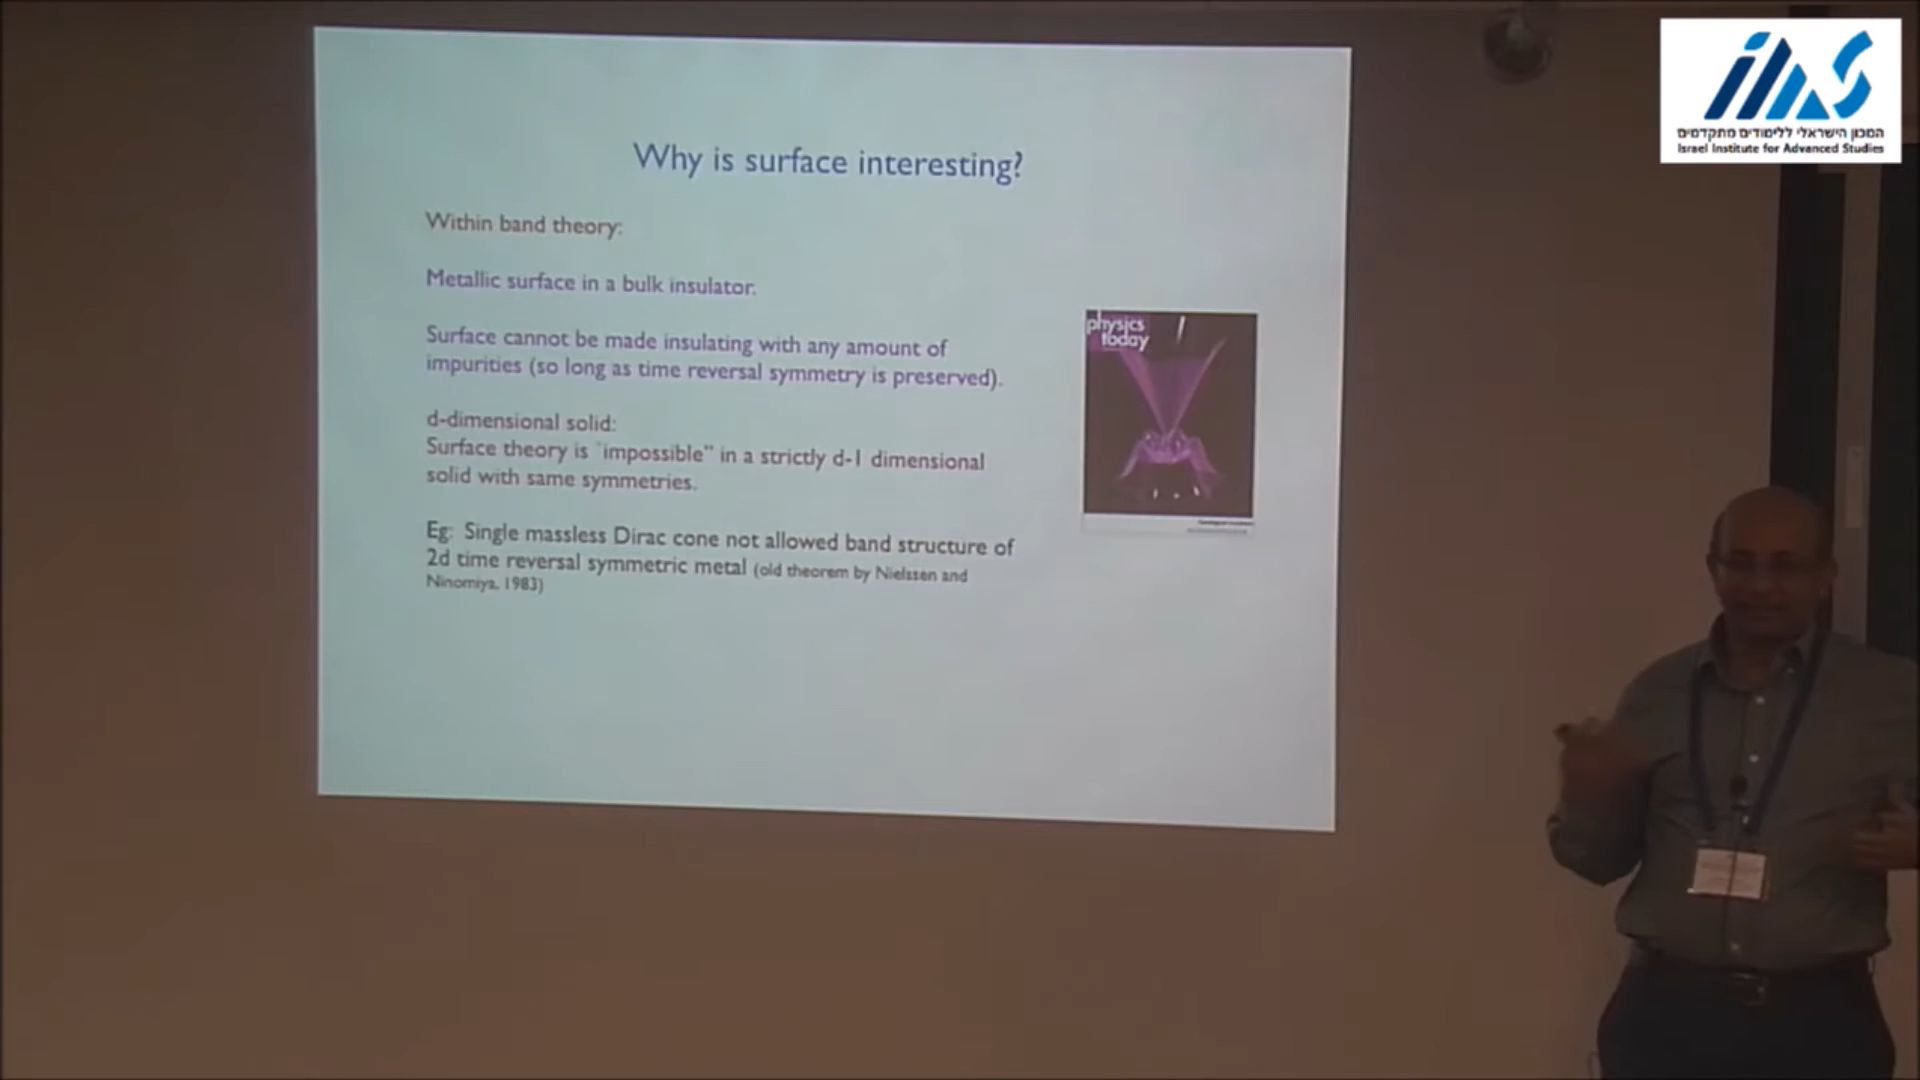 Why is surface interesting?
Within band theory:
Metallic surface in a bulk insulator.
Surface cannot be made insulating with any amount of
impurities (so long as time reversal symmetry is preserved).
d-dimensional solid:
Surface theory is "impossible" in a strictly d-1 dimensional
solid with same symmetries.
Eg: Single massless Dirac cone not allowed band structure of
2d time reversal symmetric metal (old theorem by Nielssen and
Ninomiya, 1983)
physics
today
ias
המכון הישראלי ללימודים מתקדמים
Israel Institute for Advanced Studies